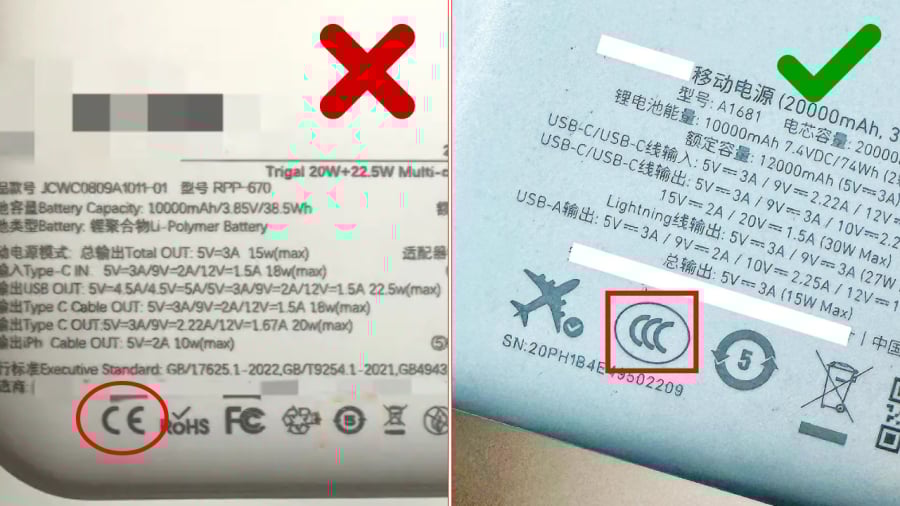 2
Trigal 20W+22.5W Multi-c
品款号 JCWC0809A1011-01 型号 RPP-670
池容量Battery Capacity: 10000mAh/3.85V/38.5Wh
池类型Battery: 锂聚合物Li-Polymer Battery
动电源模式: 总输出Total OUT: 5V=3A 15w(max) 适配器
输入Type-C IN: 5V=3A/9V=2A/12V=1.5A 18w(max)
输出USB OUT: 5V=4.5A/4.5V=5A/5V=3A/9V=2A/12V=1.5A 22.5w(max)
输出Type C Cable OUT: 5V=3A/9V=2A/12V=1.5A 18w(max)
输出Type C OUT:5V=3A/9V=2.22A/12V=1.67A 20w(max)
输出iPh Cable OUT: 5V=2A 10w(max)
行标准Executive Standard: GB/17625.1-2022,GB/T9254.1-2021,GB4943
造商:
CE RoHS FC 5
移动电源 (20000mAh, 3
型号: A1681 电芯容量: 20000
锂电池能量: 10000mAh 7.4VDC/74Wh (2
额定容量: 12000mAh (5V⎓3A)
USB-C/USB-C线输入: 5V⎓3A / 9V⎓2.22A / 12V⎓
USB-C/USB-C线输出: 5V⎓3A / 9V⎓3A / 10V⎓2.2
15V⎓2A / 20V⎓1.5A (30W Max)
Lightning线输出: 5V⎓3A / 9V⎓3A (27W
USB-A输出: 5V⎓3A / 9V⎓2A / 10V⎓2.25A / 12V⎓1
总输出: 5V⎓3A (15W Max)
| 中国
CCC 5
SN:20PH1B4E49502209